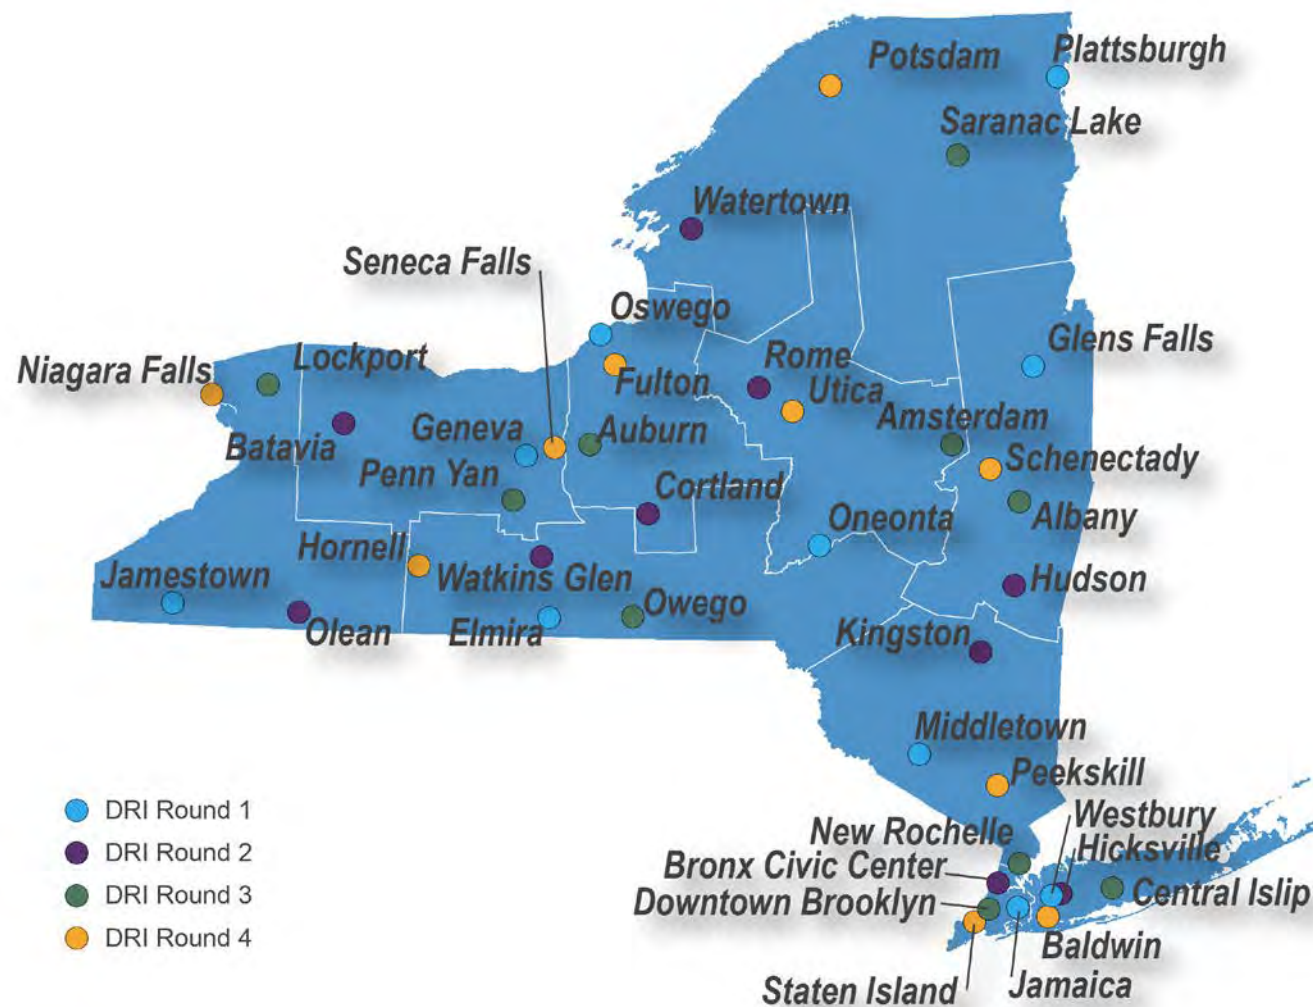 Potsdam
Plattsburgh
Saranac Lake
Watertown
Seneca Falls
Oswego
Glens Falls
Niagara Falls
Lockport
Rome
Fulton
Utica
Amsterdam
Batavia
Geneva
Auburn
Schenectady
Penn Yan
Cortland
Albany
Oneonta
Hornell
Jamestown
Watkins Glen
Hudson
Owego
Olean
Elmira
Kingston
Middletown
Peekskill
Westbury
New Rochelle
Hicksville
Bronx Civic Center
Central Islip
Downtown Brooklyn
Baldwin
Staten Island
Jamaica
DRI Round 1
DRI Round 2
DRI Round 3
DRI Round 4